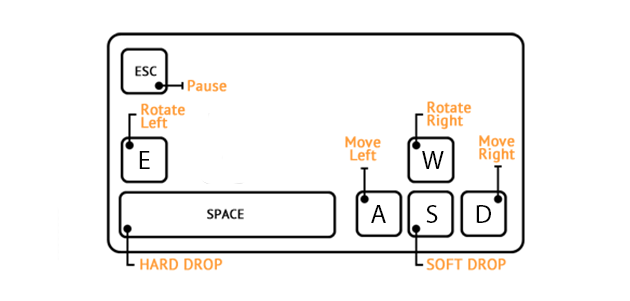 ESC
Pause
Rotate
Left
E
SPACE
HARD DROP
Rotate
Right
W
Move
Left
Move
Right
A
S
D
SOFT DROP